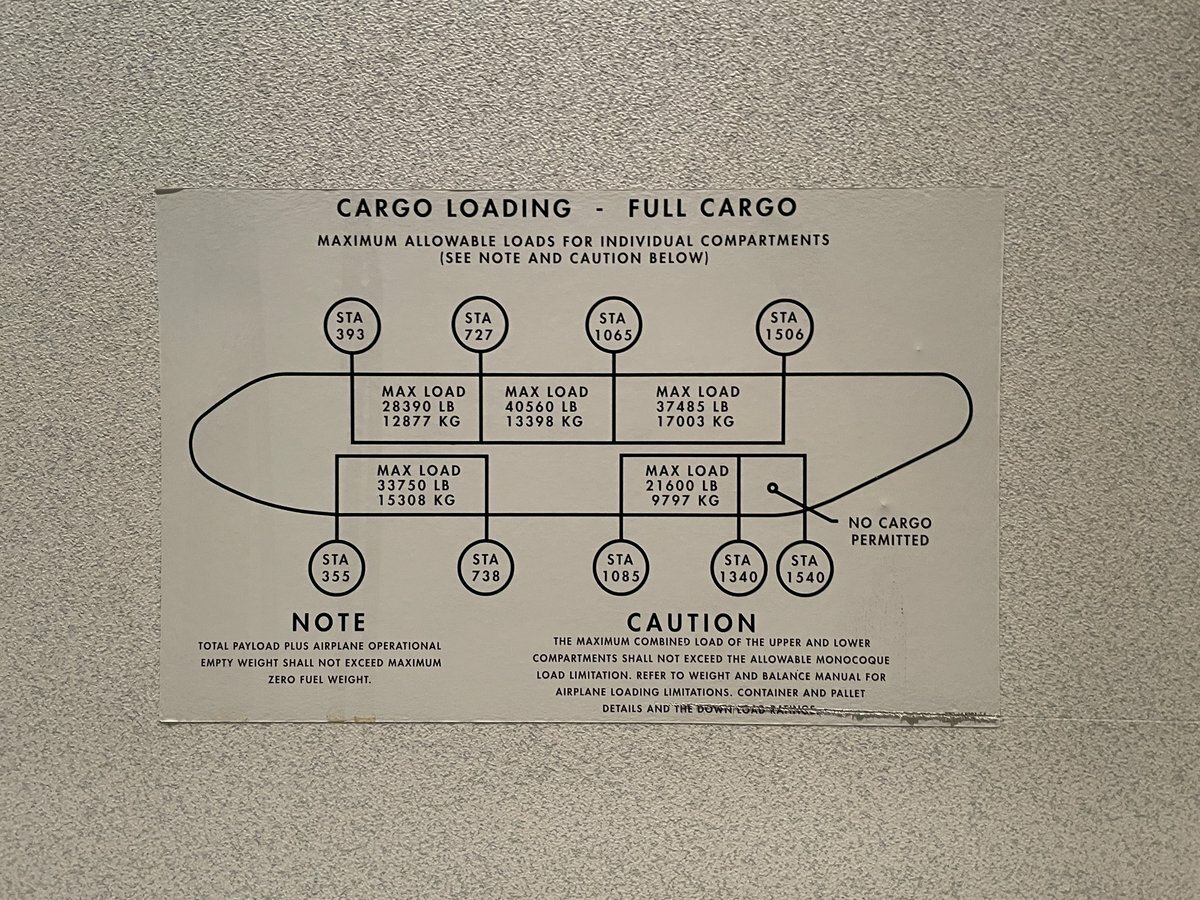 CARGO LOADING - FULL CARGO
MAXIMUM ALLOWABLE LOADS FOR INDIVIDUAL COMPARTMENTS
(SEE NOTE AND CAUTION BELOW)
STA
393
STA
727
STA
1065
STA
1506
MAX LOAD
28390 LB
12877 KG
MAX LOAD
40560 LB
13398 KG
MAX LOAD
37485 LB
17003 KG
MAX LOAD
33750 LB
15308 KG
MAX LOAD
21600 LB
9797 KG
NO CARGO
PERMITTED
STA
355
STA
738
STA
1085
STA
1340
STA
1540
NOTE
TOTAL PAYLOAD PLUS AIRPLANE OPERATIONAL
EMPTY WEIGHT SHALL NOT EXCEED MAXIMUM
ZERO FUEL WEIGHT.
CAUTION
THE MAXIMUM COMBINED LOAD OF THE UPPER AND LOWER
COMPARTMENTS SHALL NOT EXCEED THE ALLOWABLE MONOCOQUE
LOAD LIMITATION. REFER TO WEIGHT AND BALANCE MANUAL FOR
AIRPLANE LOADING LIMITATIONS. CONTAINER AND PALLET
DETAILS AND THE DOWN LOAD RATINGS.